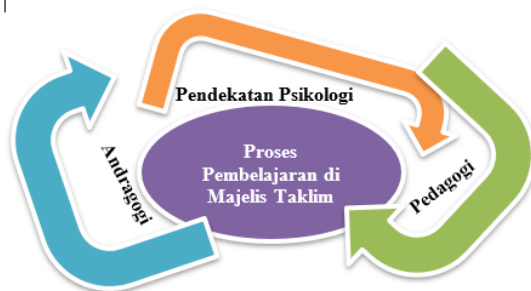 Pendekatan Psikologi
Proses
Pembelajaran di
Majelis Taklim
Andragogi
Pedagogi